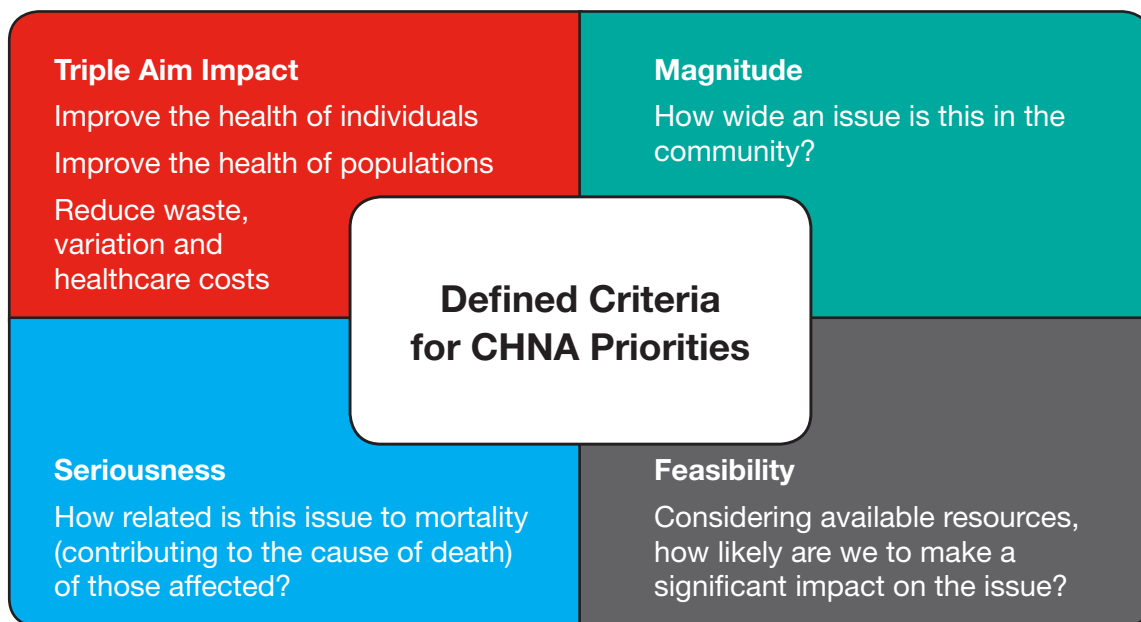 Triple Aim Impact
Improve the health of individuals
Improve the health of populations
Reduce waste,
variation and
healthcare costs
Magnitude
How wide an issue is this in the
community?
Defined Criteria
for CHNA Priorities
Seriousness
How related is this issue to mortality
(contributing to the cause of death)
of those affected?
Feasibility
Considering available resources,
how likely are we to make a
significant impact on the issue?